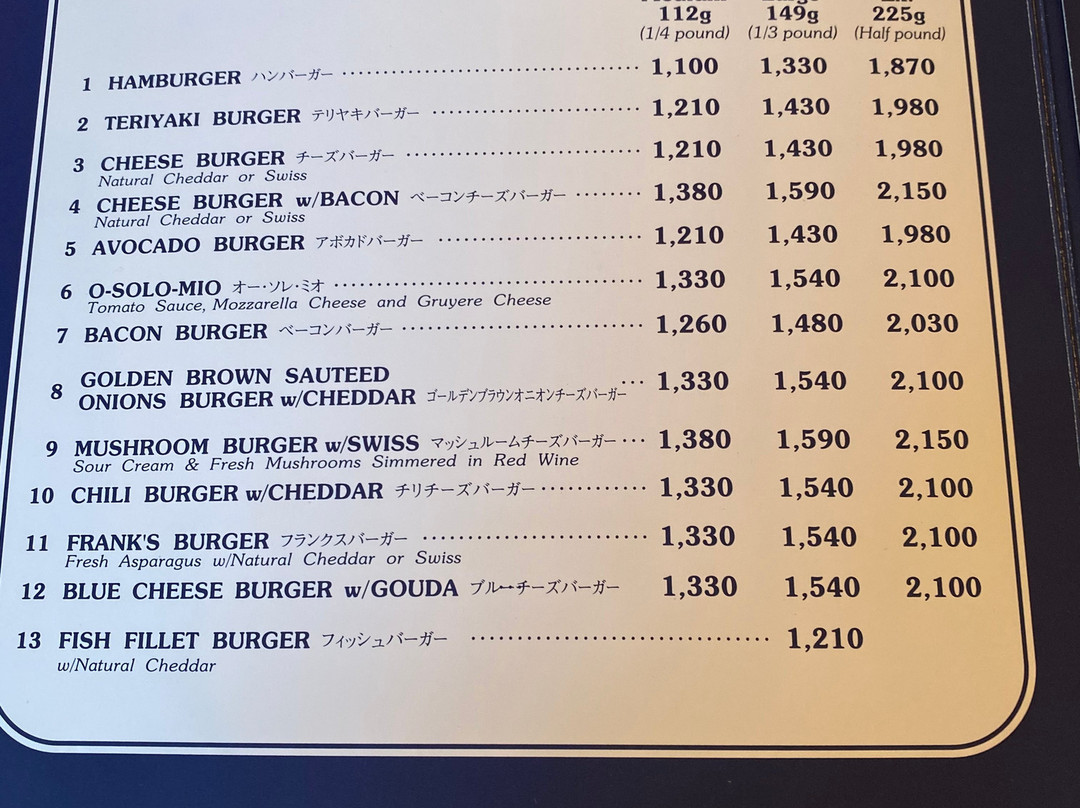 112g 149g 225g
(1/4 pound) (1/3 pound) (Half pound)
1 HAMBURGER ハンバーガー 1,100 1,330 1,870
2 TERIYAKI BURGER テリヤキバーガー 1,210 1,430 1,980
3 CHEESE BURGER チーズバーガー 1,210 1,430 1,980
Natural Cheddar or Swiss
4 CHEESE BURGER w/BACON ベーコンチーズバーガー 1,380 1,590 2,150
Natural Cheddar or Swiss
5 AVOCADO BURGER アボカドバーガー 1,210 1,430 1,980
6 O-SOLO-MIO オー・ソレ・ミオ 1,330 1,540 2,100
Tomato Sauce, Mozzarella Cheese and Gruyere Cheese
7 BACON BURGER ベーコンバーガー 1,260 1,480 2,030
8 GOLDEN BROWN SAUTEED
ONIONS BURGER w/CHEDDAR ゴールデンブラウンオニオンチーズバーガー 1,330 1,540 2,100
9 MUSHROOM BURGER w/SWISS マッシュルームチーズバーガー 1,380 1,590 2,150
Sour Cream & Fresh Mushrooms Simmered in Red Wine
10 CHILI BURGER w/CHEDDAR チリチーズバーガー 1,330 1,540 2,100
11 FRANK'S BURGER フランクスバーガー 1,330 1,540 2,100
Fresh Asparagus w/Natural Cheddar or Swiss
12 BLUE CHEESE BURGER w/GOUDA ブルーチーズバーガー 1,330 1,540 2,100
13 FISH FILLET BURGER フィッシュバーガー 1,210
w/Natural Cheddar